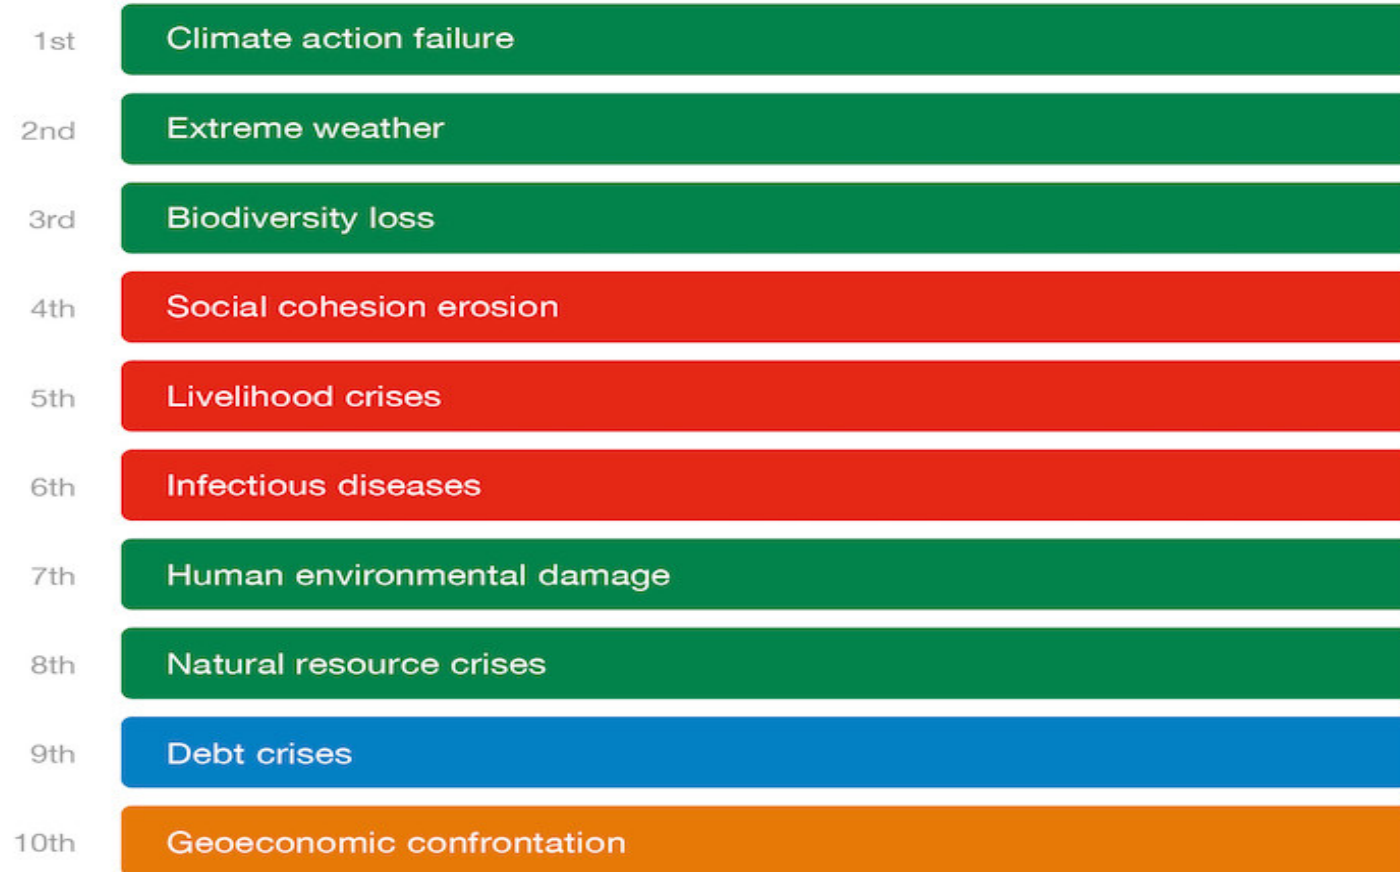 1st Climate action failure
2nd Extreme weather
3rd Biodiversity loss
4th Social cohesion erosion
5th Livelihood crises
6th Infectious diseases
7th Human environmental damage
8th Natural resource crises
9th Debt crises
10th Geoeconomic confrontation